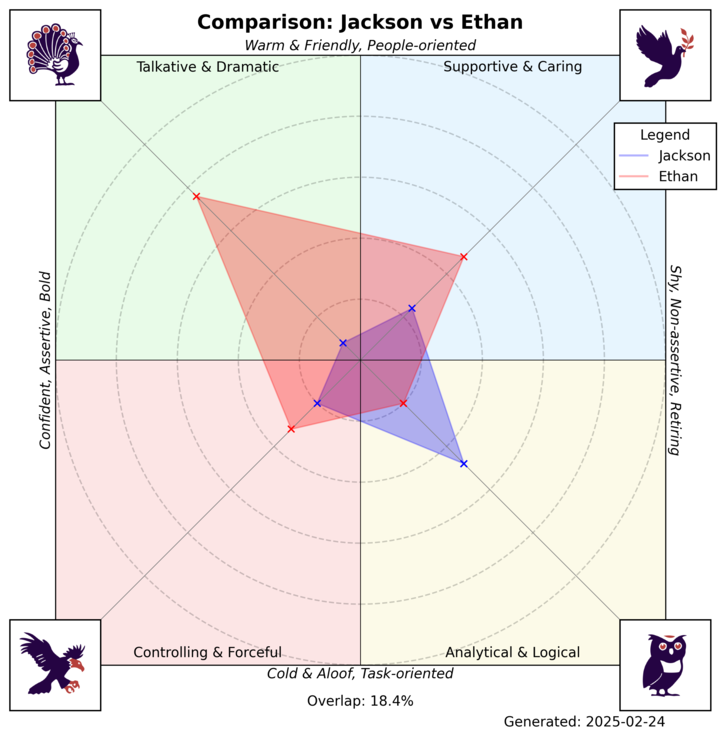 Comparison: Jackson vs Ethan
Warm & Friendly, People-oriented
Talkative & Dramatic
Supportive & Caring
Legend
Jackson
Ethan
Confident, Assertive, Bold
Shy, Non-assertive, Retiring
Controlling & Forceful
Analytical & Logical
Cold & Aloof, Task-oriented
Overlap: 18.4%
Generated: 2025-02-24